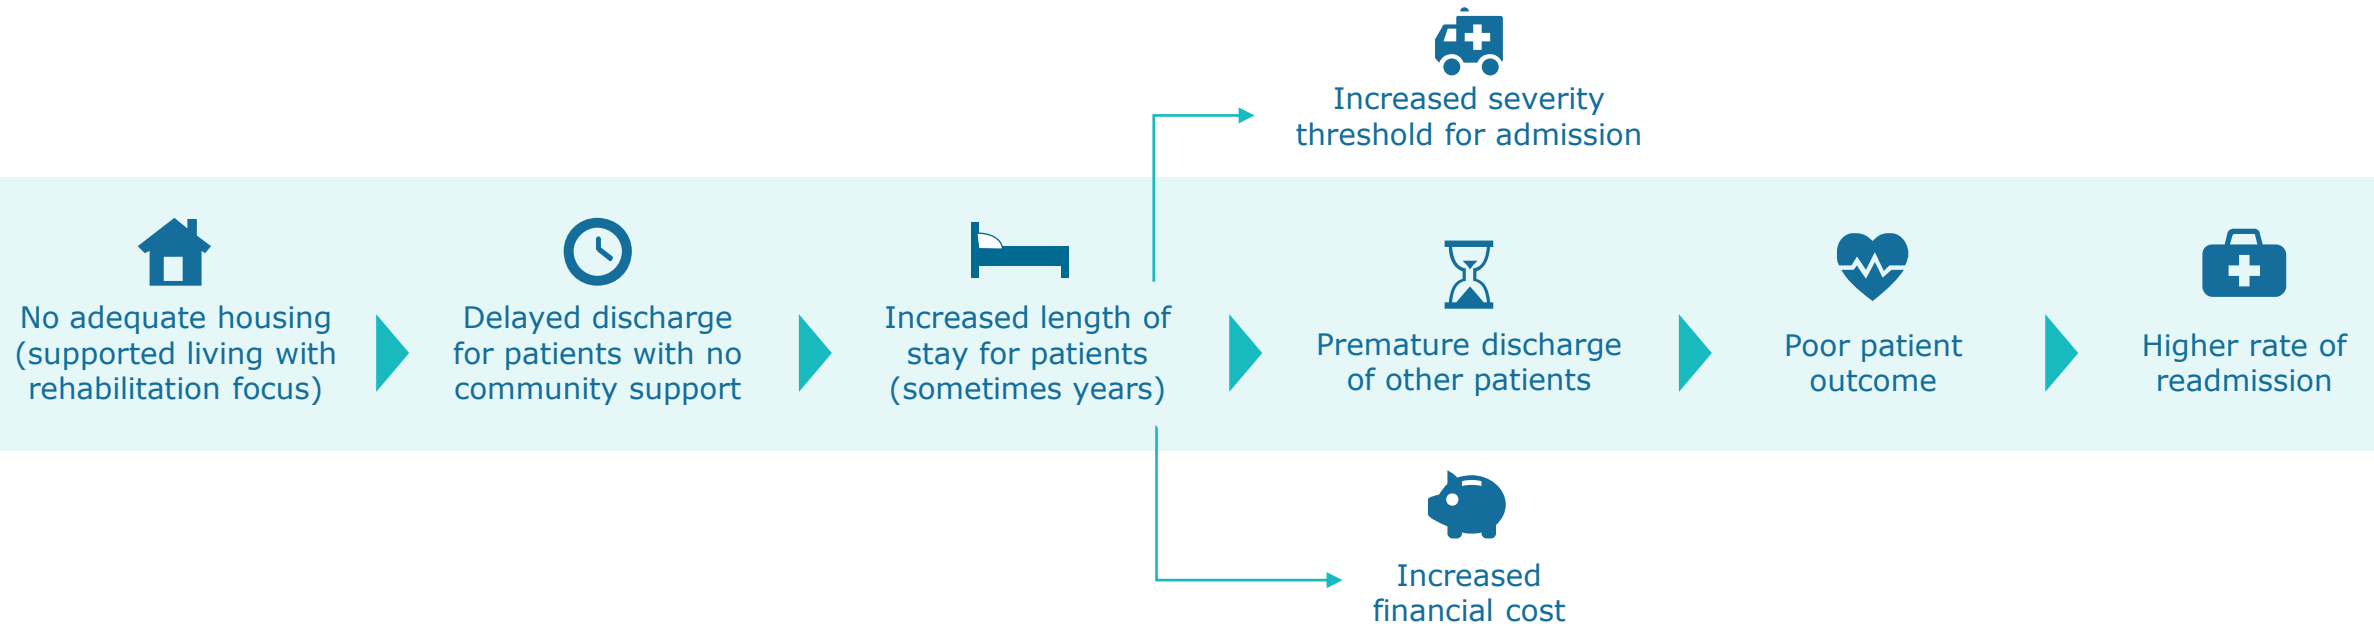 Increased severity
threshold for admission
No adequate housing
(supported living with
rehabilitation focus)
Delayed discharge
for patients with no
community support
Increased length of
stay for patients
(sometimes years)
Premature discharge
of other patients
Poor patient
outcome
Higher rate of
readmission
Increased
financial cost